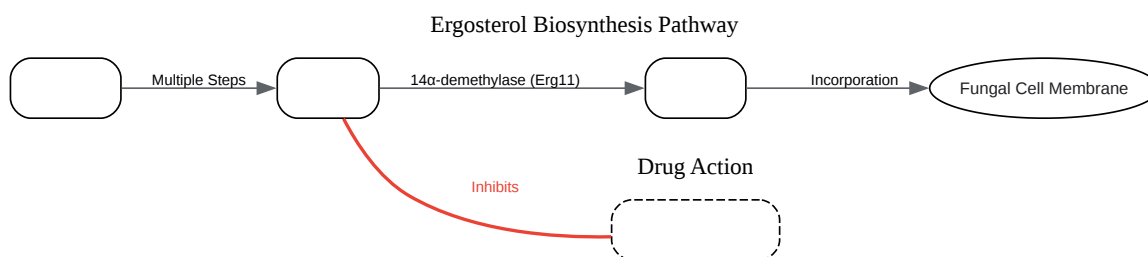 Ergosterol Biosynthesis Pathway
Multiple Steps
14α-demethylase (Erg11)
Incorporation
Fungal Cell Membrane
Drug Action
Inhibits